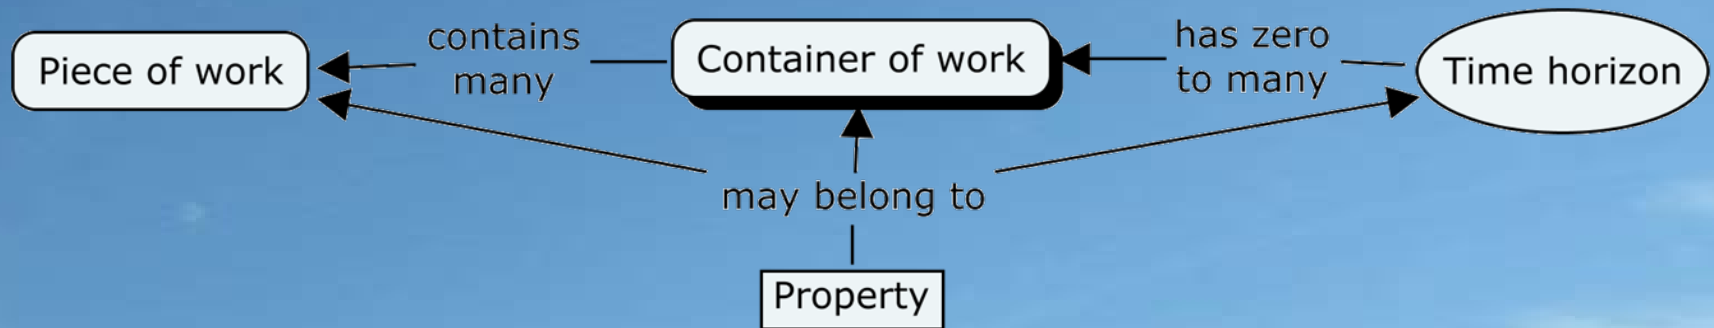 Piece of work
contains
many
Container of work
has zero
to many
Time horizon
may belong to
Property